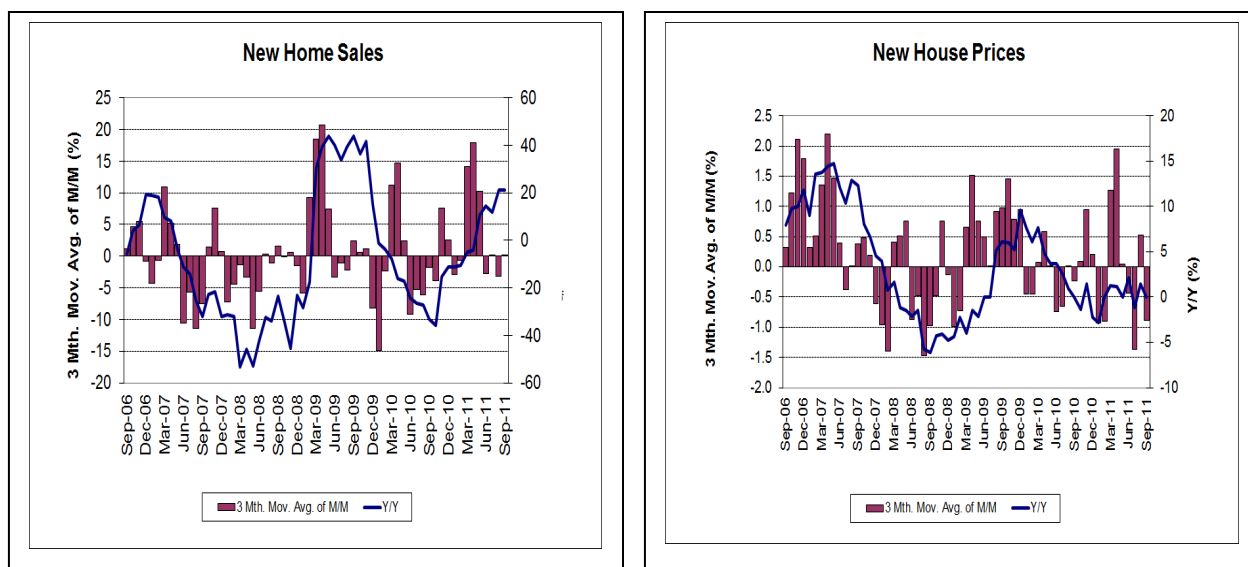 New Home Sales
3 Mth. Mov. Avg. of M/M (%)
25
20
15
10
5
0
-5
-10
-15
-20
60
40
20
0
-20
-40
-60
Sep-06
Dec-06
Mar-07
Jun-07
Sep-07
Dec-07
Mar-08
Jun-08
Sep-08
Dec-08
Mar-09
Jun-09
Sep-09
Dec-09
Mar-10
Jun-10
Sep-10
Dec-10
Mar-11
Jun-11
Sep-11
3 Mth. Mov. Avg. of M/M Y/Y
New House Prices
3 Mth. Mov. Avg. of M/M (%)
2.5
2.0
1.5
1.0
0.5
0.0
-0.5
-1.0
-1.5
-2.0
20
15
10
5
0
-5
-10
Y/Y (%)
Sep-06
Dec-06
Mar-07
Jun-07
Sep-07
Dec-07
Mar-08
Jun-08
Sep-08
Dec-08
Mar-09
Jun-09
Sep-09
Dec-09
Mar-10
Jun-10
Sep-10
Dec-10
Mar-11
Jun-11
Sep-11
3 Mth. Mov. Avg. of M/M Y/Y